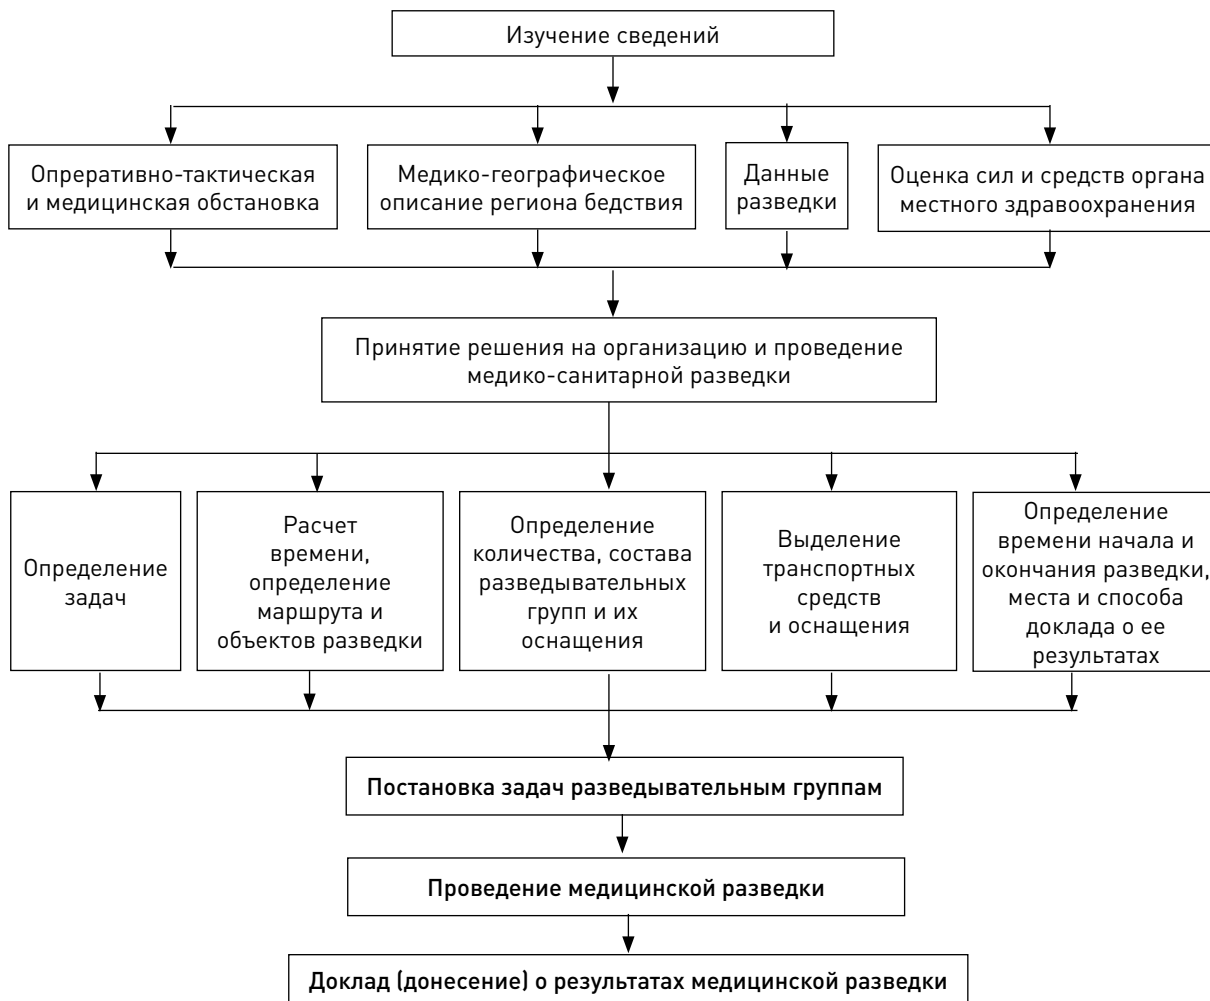 Изучение сведений
Опреративно-тактическая
и медицинская обстановка
Медико-географическое
описание региона бедствия
Данные
разведки
Оценка сил и средств органа
местного здравоохранения
Принятие решения на организацию и проведение
медико-санитарной разведки
Определение
задач
Расчет
времени,
определение
маршрута и
объектов разведки
Определение
количества, состава
разведывательных
групп и их
оснащения
Выделение
транспортных
средств
и оснащения
Определение
времени начала и
окончания разведки,
места и способа
доклада о ее
результатах
Постановка задач разведывательным группам
Проведение медицинской разведки
Доклад (донесение) о результатах медицинской разведки